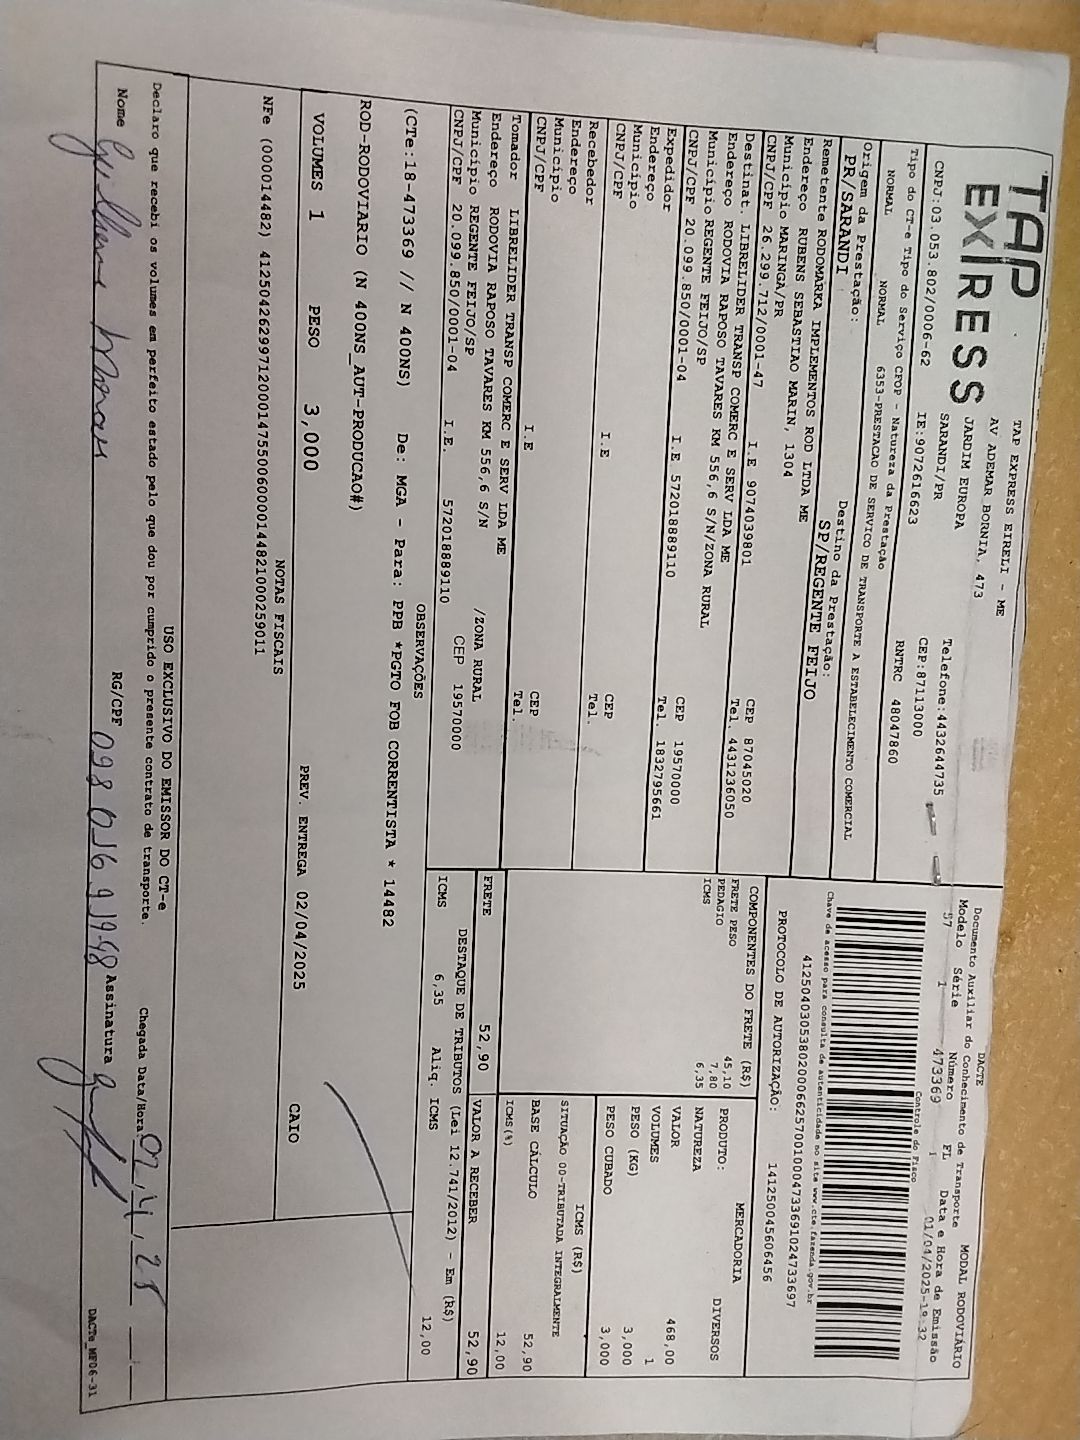 TAP EXPRESS
TAP EXPRESS EIRELI - ME
AV ADEMAR BORNIA, 473
JARDIM EUROPA
SARANDI/PR
Telefone:4432644735
CEP:87113000
CNPJ:03.053.802/0006-62 IE:9072616623 RNTRC 48047860
Tipo do CT-e Tipo do Serviço CFOP - Natureza da Prestação
NORMAL NORMAL 6353-PRESTACAO DE SERVICO DE TRANSPORTE A ESTABELECIMENTO COMERCIAL
Origem da Prestação: Destino da Prestação:
PR/SARANDI SP/REGENTE FEIJO
DACTE
Documento Auxiliar do Conhecimento de Transporte MODAL RODOVIÁRIO
Modelo Série Número FL Data e Hora de Emissão
57 1 473369 1 01/04/2025-19:32
Controle do Fisco
Chave de acesso para consulta de autenticidade no site www.cte.fazenda.gov.br
41250403053802000662570010004733691024733697
PROTOCOLO DE AUTORIZAÇÃO: 141250045606456
Remetente RODOMARKA IMPLEMENTOS ROD LTDA ME
Endereço RUBENS SEBASTIAO MARIN, 1304
Município MARINGA/PR CEP 87045020
CNPJ/CPF 26.299.712/0001-47 I.E 9074039801 Tel. 4431236050
Destinat. LIBRELIDER TRANSP COMERC E SERV LDA ME
Endereço RODOVIA RAPOSO TAVARES KM 556,6 S/N/ZONA RURAL
Município REGENTE FEIJO/SP CEP 19570000
CNPJ/CPF 20.099.850/0001-04 I.E 572018889110 Tel. 1832795661
Expedidor
Endereço
Município CEP
CNPJ/CPF I.E Tel.
Recebedor
Endereço
Município CEP
CNPJ/CPF I.E Tel.
Tomador LIBRELIDER TRANSP COMERC E SERV LDA ME
Endereço RODOVIA RAPOSO TAVARES KM 556,6 S/N /ZONA RURAL
Município REGENTE FEIJO/SP CEP 19570000
CNPJ/CPF 20.099.850/0001-04 I.E. 572018889110
COMPONENTES DO FRETE (R$)
FRETE PESO 45,10
PEDAGIO 7,80
ICMS 6,35
FRETE 52,90
MERCADORIA
PRODUTO: DIVERSOS
NATUREZA
VALOR 468,00
VOLUMES 1
PESO (KG) 3,000
PESO CUBADO 3,000
ICMS (R$)
SITUAÇÃO 00-TRIBUTADA INTEGRALMENTE
BASE CÁLCULO 52,90
ICMS(%) 12,00
VALOR A RECEBER 52,90
DESTAQUE DE TRIBUTOS (Lei 12.741/2012) - Em (R$)
ICMS 6,35 Aliq. ICMS 12,00
OBSERVAÇÕES
(CTe:18-473369 // N 400NS) De: MGA - Para: PPB *PGTO FOB CORRENTISTA * 14482
ROD-RODOVIARIO (N 400NS_AUT-PRODUCAO#)
VOLUMES 1 PESO 3,000 PREV. ENTREGA 02/04/2025 CAIO
NOTAS FISCAIS
NFe (000014482) 41250426299712000147550060000144821000259011
USO EXCLUSIVO DO EMISSOR DO CT-e
Declaro que recebi os volumes em perfeito estado pelo que dou por cumprido o presente contrato de transporte. Chegada Data/Hora:
Nome Guilherme RG/CPF Assinatura
DACTe_MF06-31